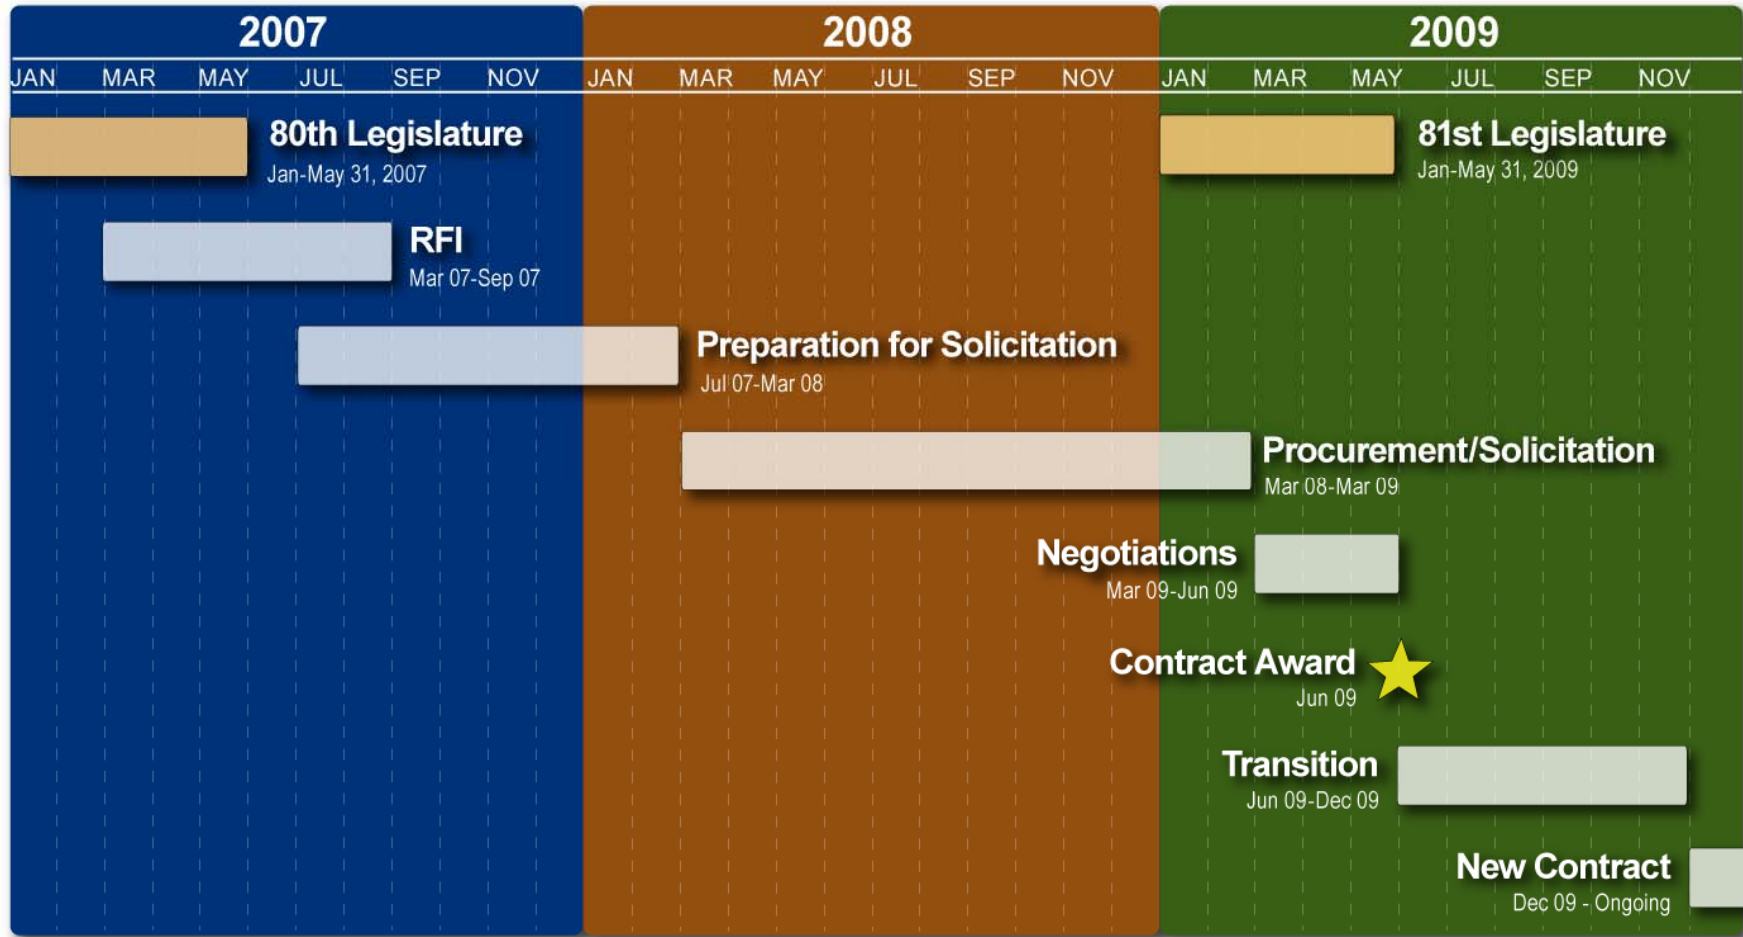 2007 2008 2009
JAN MAR MAY JUL SEP NOV JAN MAR MAY JUL SEP NOV JAN MAR MAY JUL SEP NOV
80th Legislature
Jan-May 31, 2007
81st Legislature
Jan-May 31, 2009
RFI
Mar 07-Sep 07
Preparation for Solicitation
Jul 07-Mar 08
Procurement/Solicitation
Mar 08-Mar 09
Negotiations
Mar 09-Jun 09
Contract Award
Jun 09
Transition
Jun 09-Dec 09
New Contract
Dec 09 - Ongoing